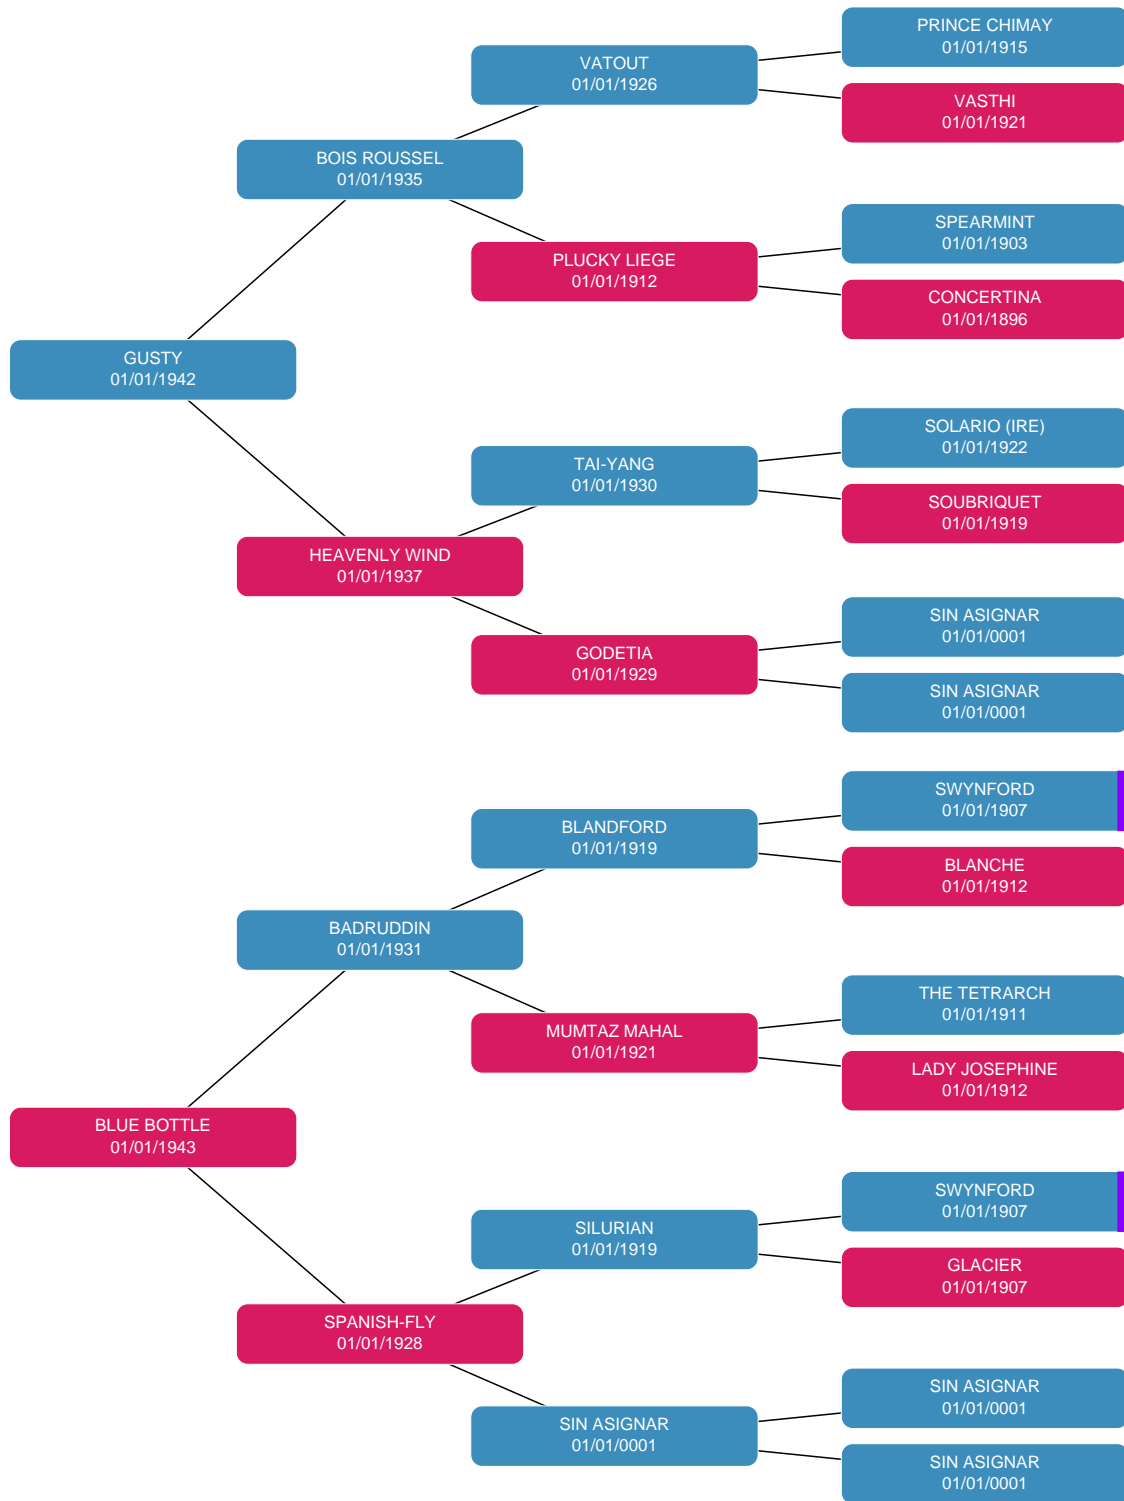 PRINCE CHIMAY
01/01/1915
VATOUT
01/01/1926
VASTHI
01/01/1921
BOIS ROUSSEL
01/01/1935
SPEARMINT
01/01/1903
PLUCKY LIEGE
01/01/1912
CONCERTINA
01/01/1896
GUSTY
01/01/1942
SOLARIO (IRE)
01/01/1922
TAI-YANG
01/01/1930
SOUBRIQUET
01/01/1919
HEAVENLY WIND
01/01/1937
SIN ASIGNAR
01/01/0001
GODETIA
01/01/1929
SIN ASIGNAR
01/01/0001
SWYNFORD
01/01/1907
BLANDFORD
01/01/1919
BLANCHE
01/01/1912
BADRUDDIN
01/01/1931
THE TETRARCH
01/01/1911
MUMTAZ MAHAL
01/01/1921
LADY JOSEPHINE
01/01/1912
BLUE BOTTLE
01/01/1943
SWYNFORD
01/01/1907
SILURIAN
01/01/1919
GLACIER
01/01/1907
SPANISH-FLY
01/01/1928
SIN ASIGNAR
01/01/0001
SIN ASIGNAR
01/01/0001
SIN ASIGNAR
01/01/0001